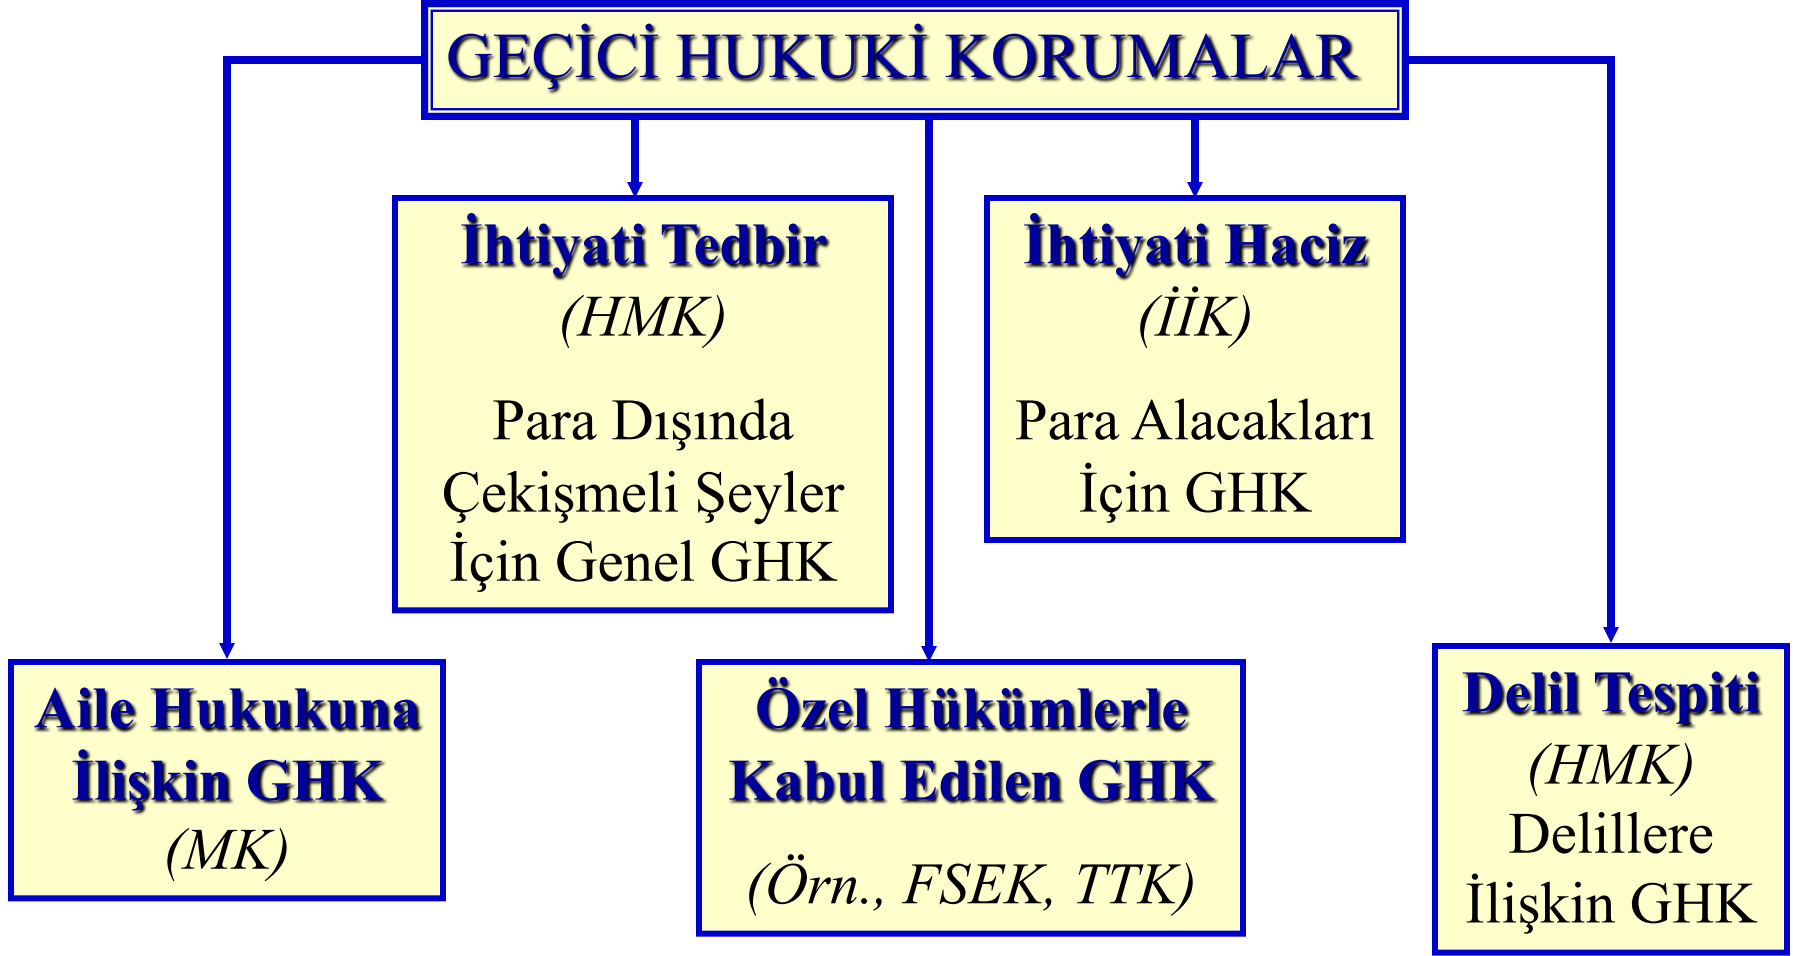 GEÇİCİ HUKUKİ KORUMALAR
İhtiyati Tedbir
(HMK)
Para Dışında
Çekişmeli Şeyler
İçin Genel GHK
İhtiyati Haciz
(İİK)
Para Alacakları
İçin GHK
Aile Hukukuna
İlişkin GHK
(MK)
Özel Hükümlerle
Kabul Edilen GHK
(Örn., FSEK, TTK)
Delil Tespiti
(HMK)
Delillere
İlişkin GHK